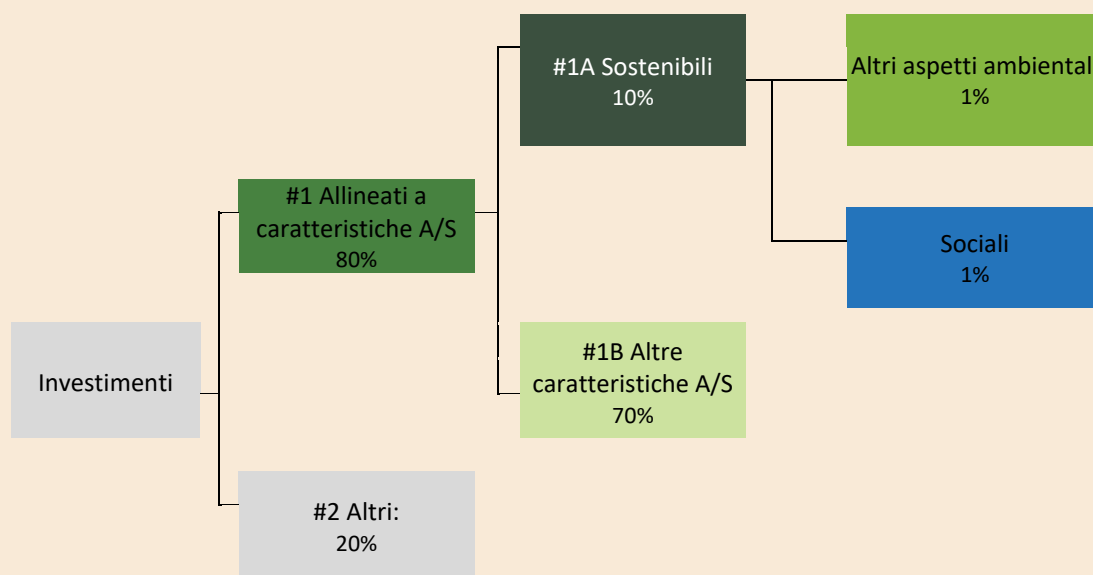 #1A Sostenibili
10%
Altri aspetti ambiental
1%
#1 Allineati a
caratteristiche A/S
80%
Sociali
1%
Investimenti
#1B Altre
caratteristiche A/S
70%
#2 Altri:
20%